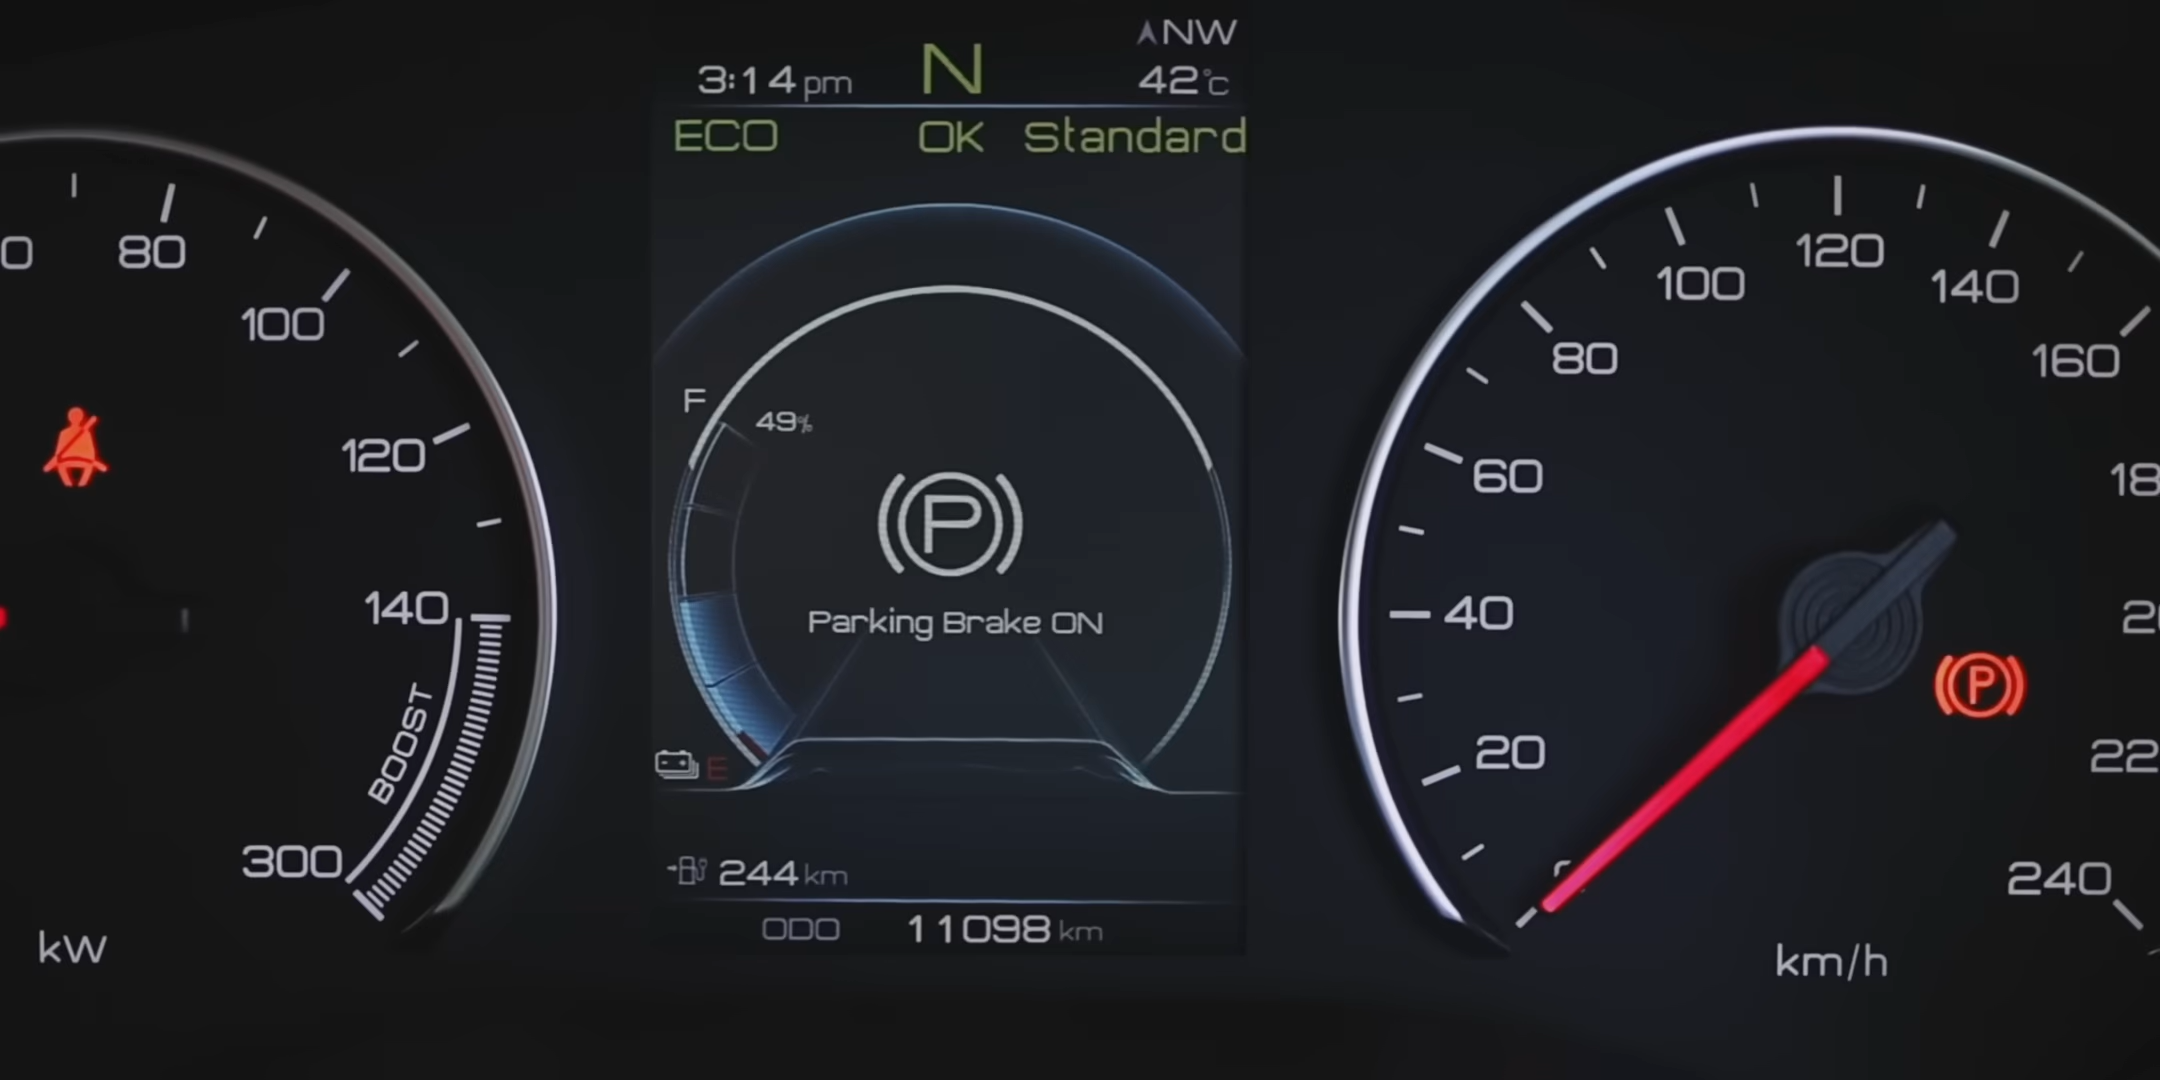 NW
3:14 pm N 42°C
ECO OK Standard
80
100
120
140
BOOST
300
kW
F
49%
P
Parking Brake ON
E
244 km
ODO 11098 km
20
40
60
80
100
120
140
160
240
P
km/h